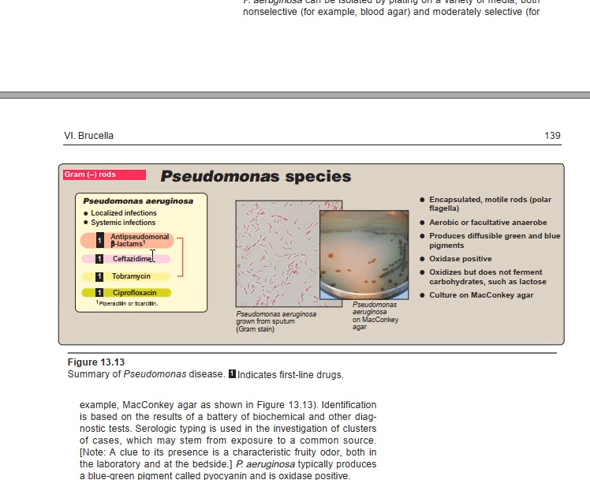 P. aeruginosa can be isolated by plating on a variety of media, both
nonselective (for example, blood agar) and moderately selective (for
VI. Brucella
139
Gram (–) rods
Pseudomonas species
Pseudomonas aeruginosa
● Localized infections
● Systemic infections
1 Antipseudomonal
β-lactams¹
1 Ceftazidime
1 Tobramycin
1 Ciprofloxacin
¹Piperacillin or ticarcillin.
Pseudomonas aeruginosa
grown from sputum
(Gram stain)
Pseudomonas
aeruginosa
on MacConkey
agar
● Encapsulated, motile rods (polar
flagella)
● Aerobic or facultative anaerobe
● Produces diffusible green and blue
pigments
● Oxidase positive
● Oxidizes but does not ferment
carbohydrates, such as lactose
● Culture on MacConkey agar
Figure 13.13
Summary of Pseudomonas disease. 1 Indicates first-line drugs.
example, MacConkey agar as shown in Figure 13.13). Identification
is based on the results of a battery of biochemical and other diag-
nostic tests. Serologic typing is used in the investigation of clusters
of cases, which may stem from exposure to a common source.
[Note: A clue to its presence is a characteristic fruity odor, both in
the laboratory and at the bedside.] P. aeruginosa typically produces
a blue-green pigment called pyocyanin and is oxidase positive.